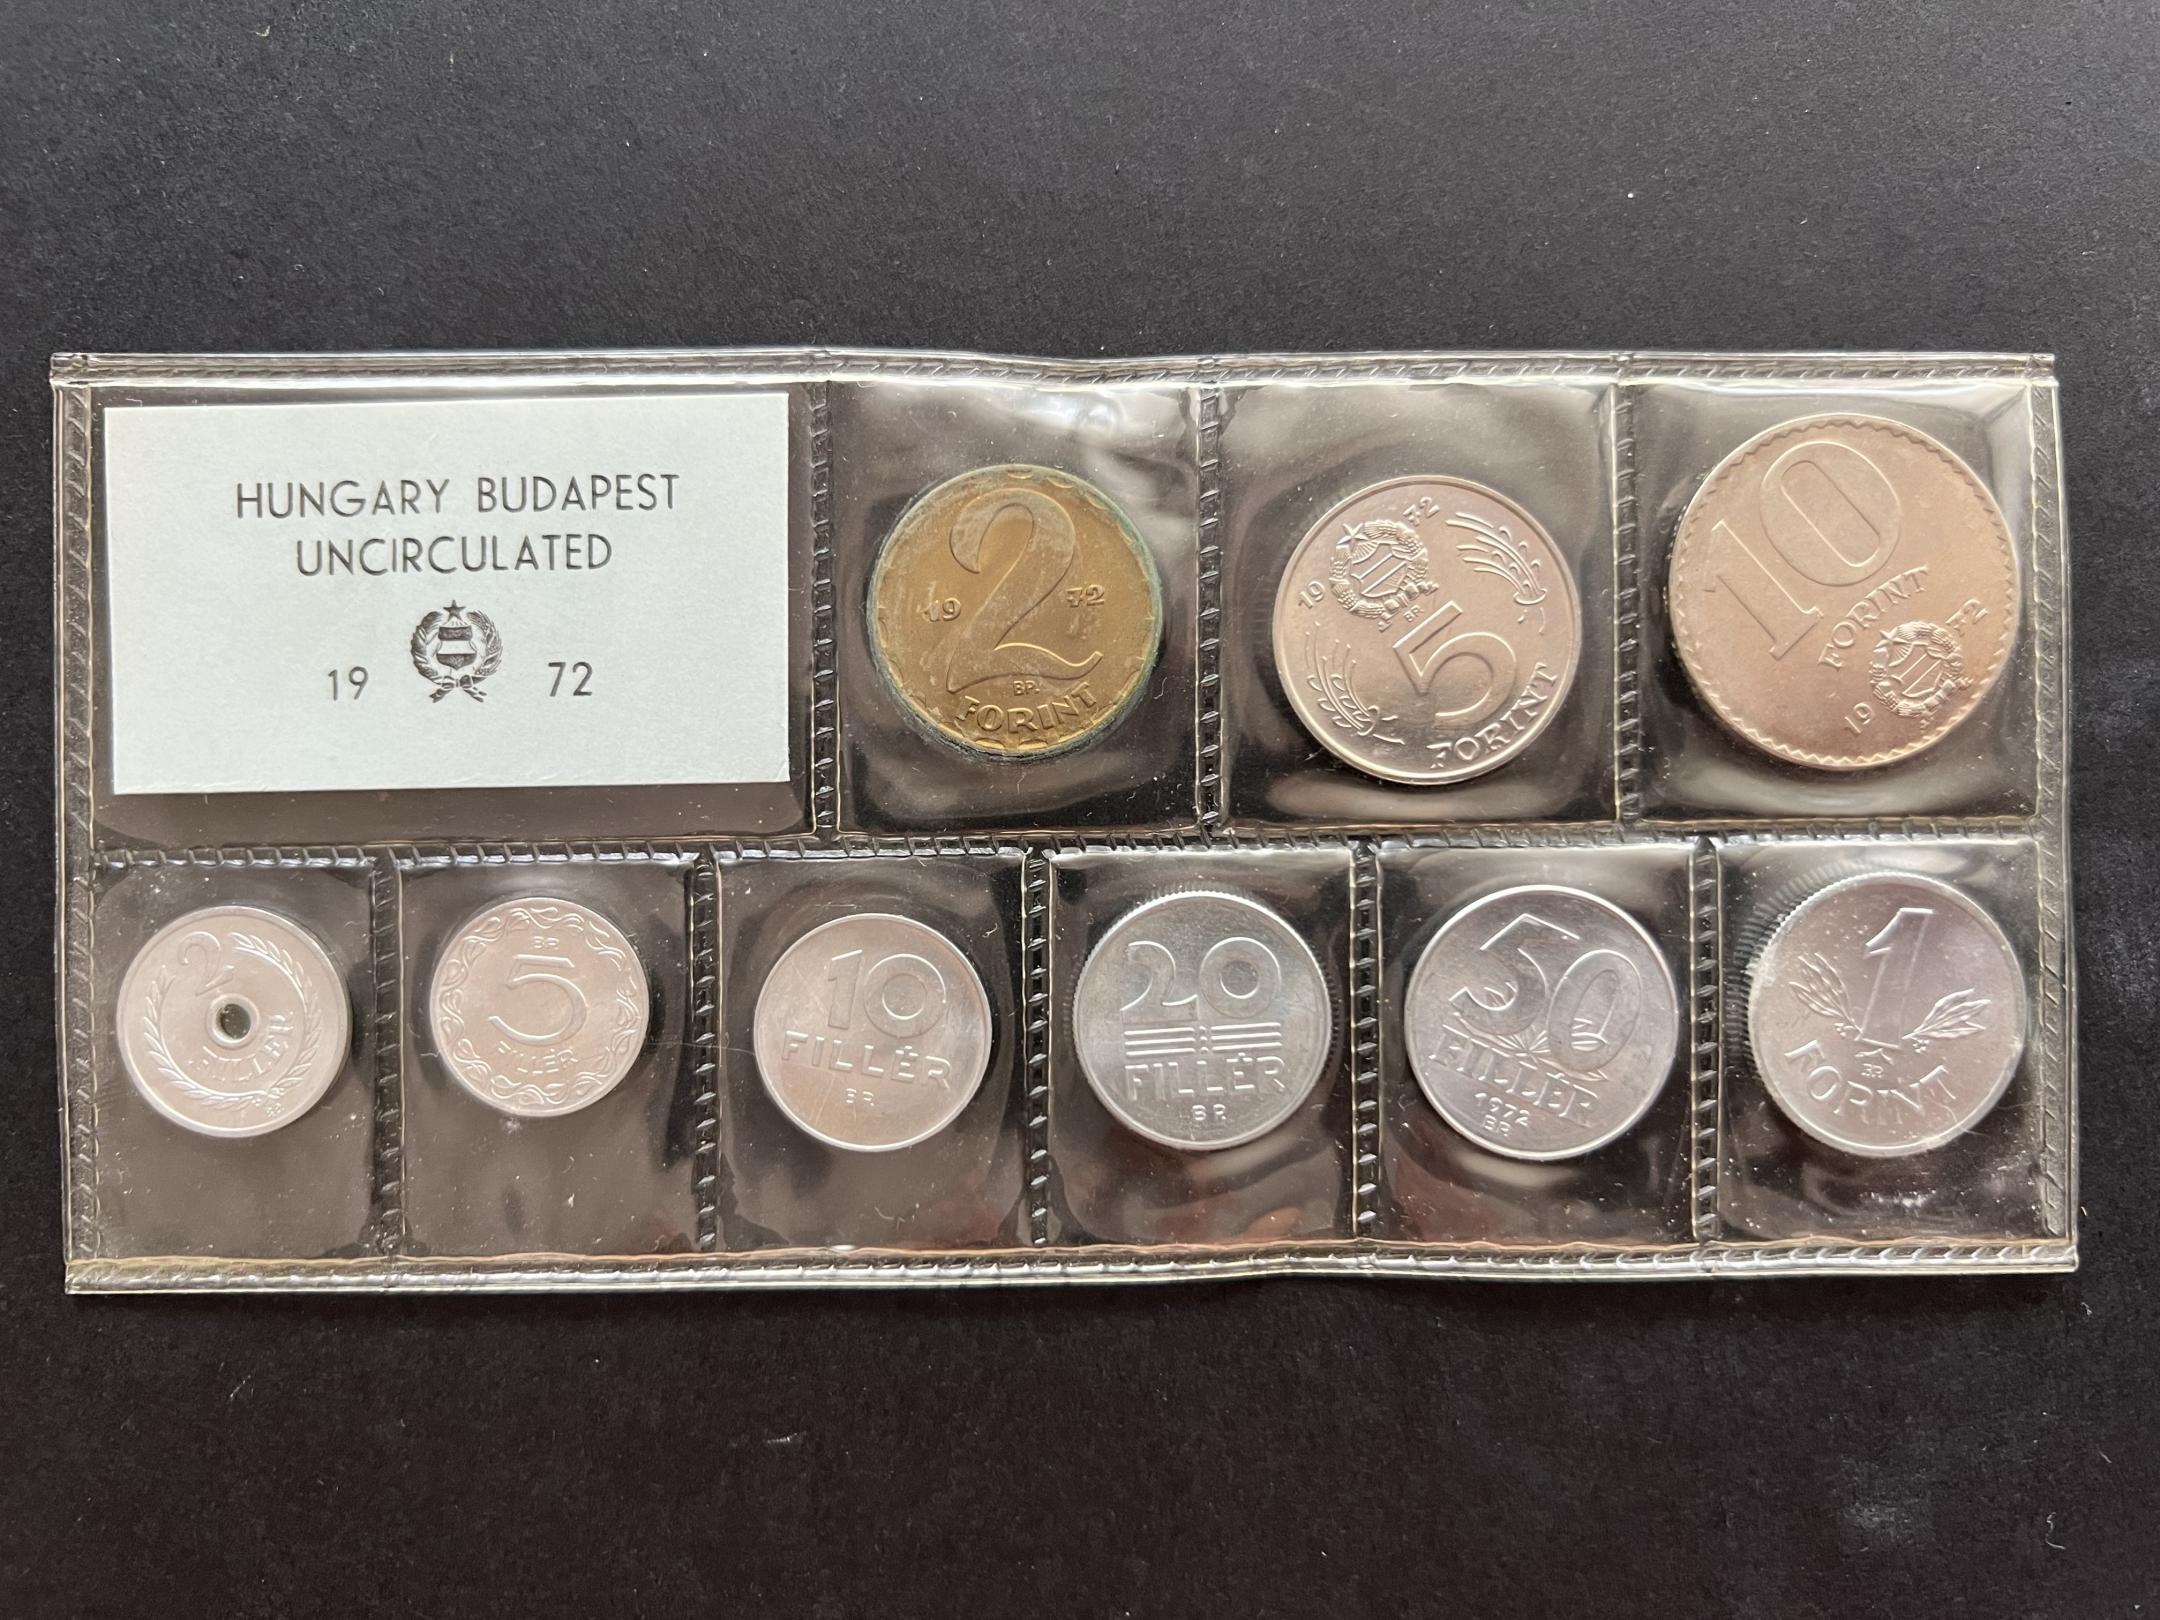 HUNGARY BUDAPEST
UNCIRCULATED
19 72
2
19 72
BP.
FORINT
19 72
BP.
5
FORINT
10
FORINT
19 72
2
FILLÉR
BP.
BP.
5
FILLÉR
10
FILLÉR
BP.
20
FILLÉR
BP.
50
FILLÉR
1972
BP.
1
BP.
FORINT